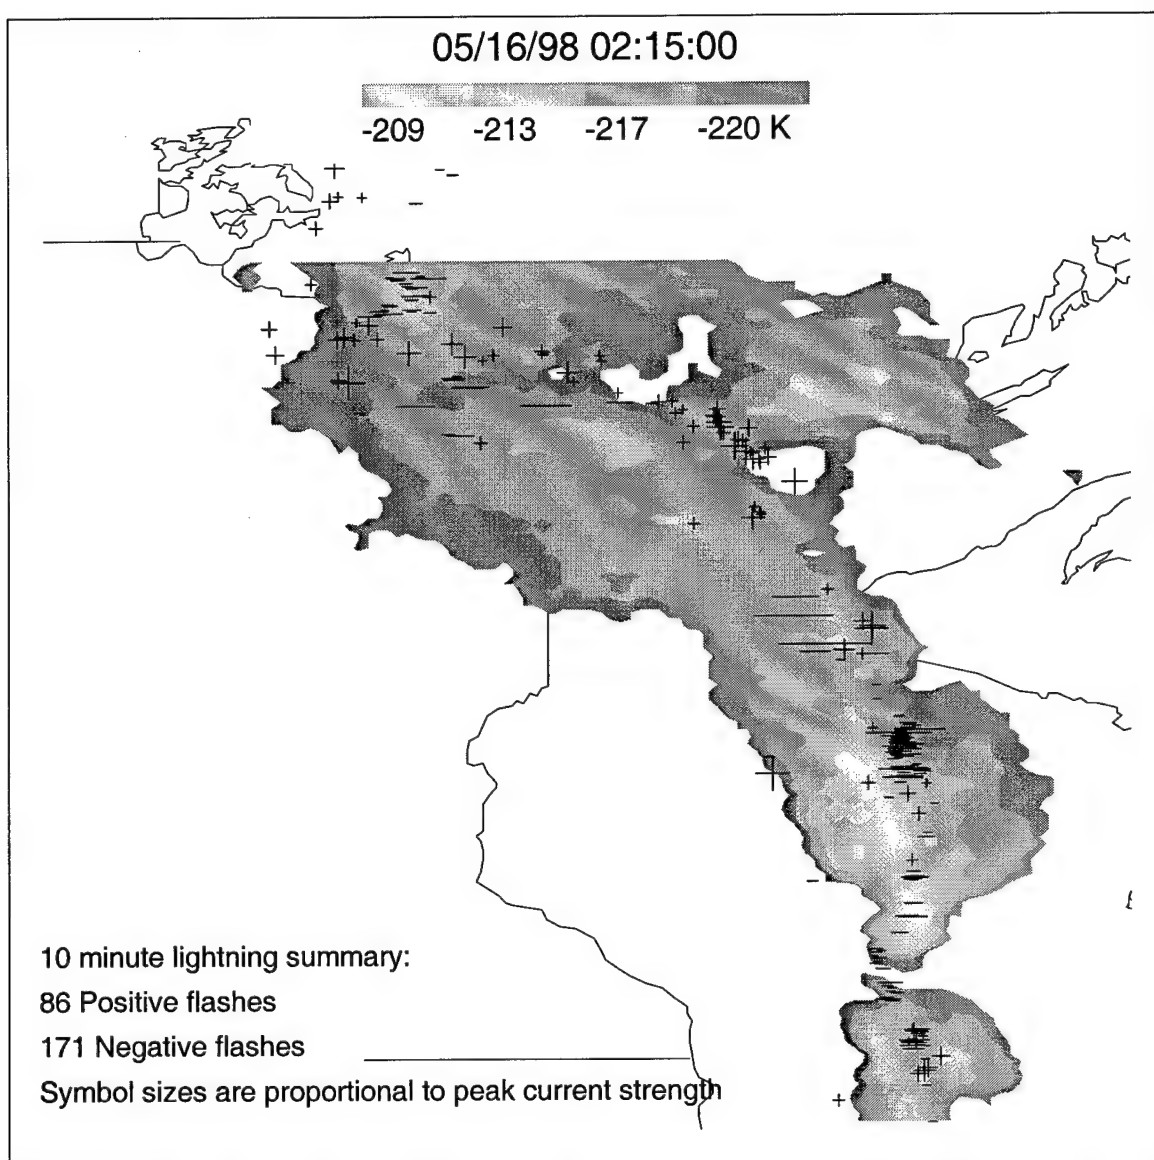 05/16/98 02:15:00
-209 -213 -217 -220 K
10 minute lightning summary:
86 Positive flashes
171 Negative flashes
Symbol sizes are proportional to peak current strength